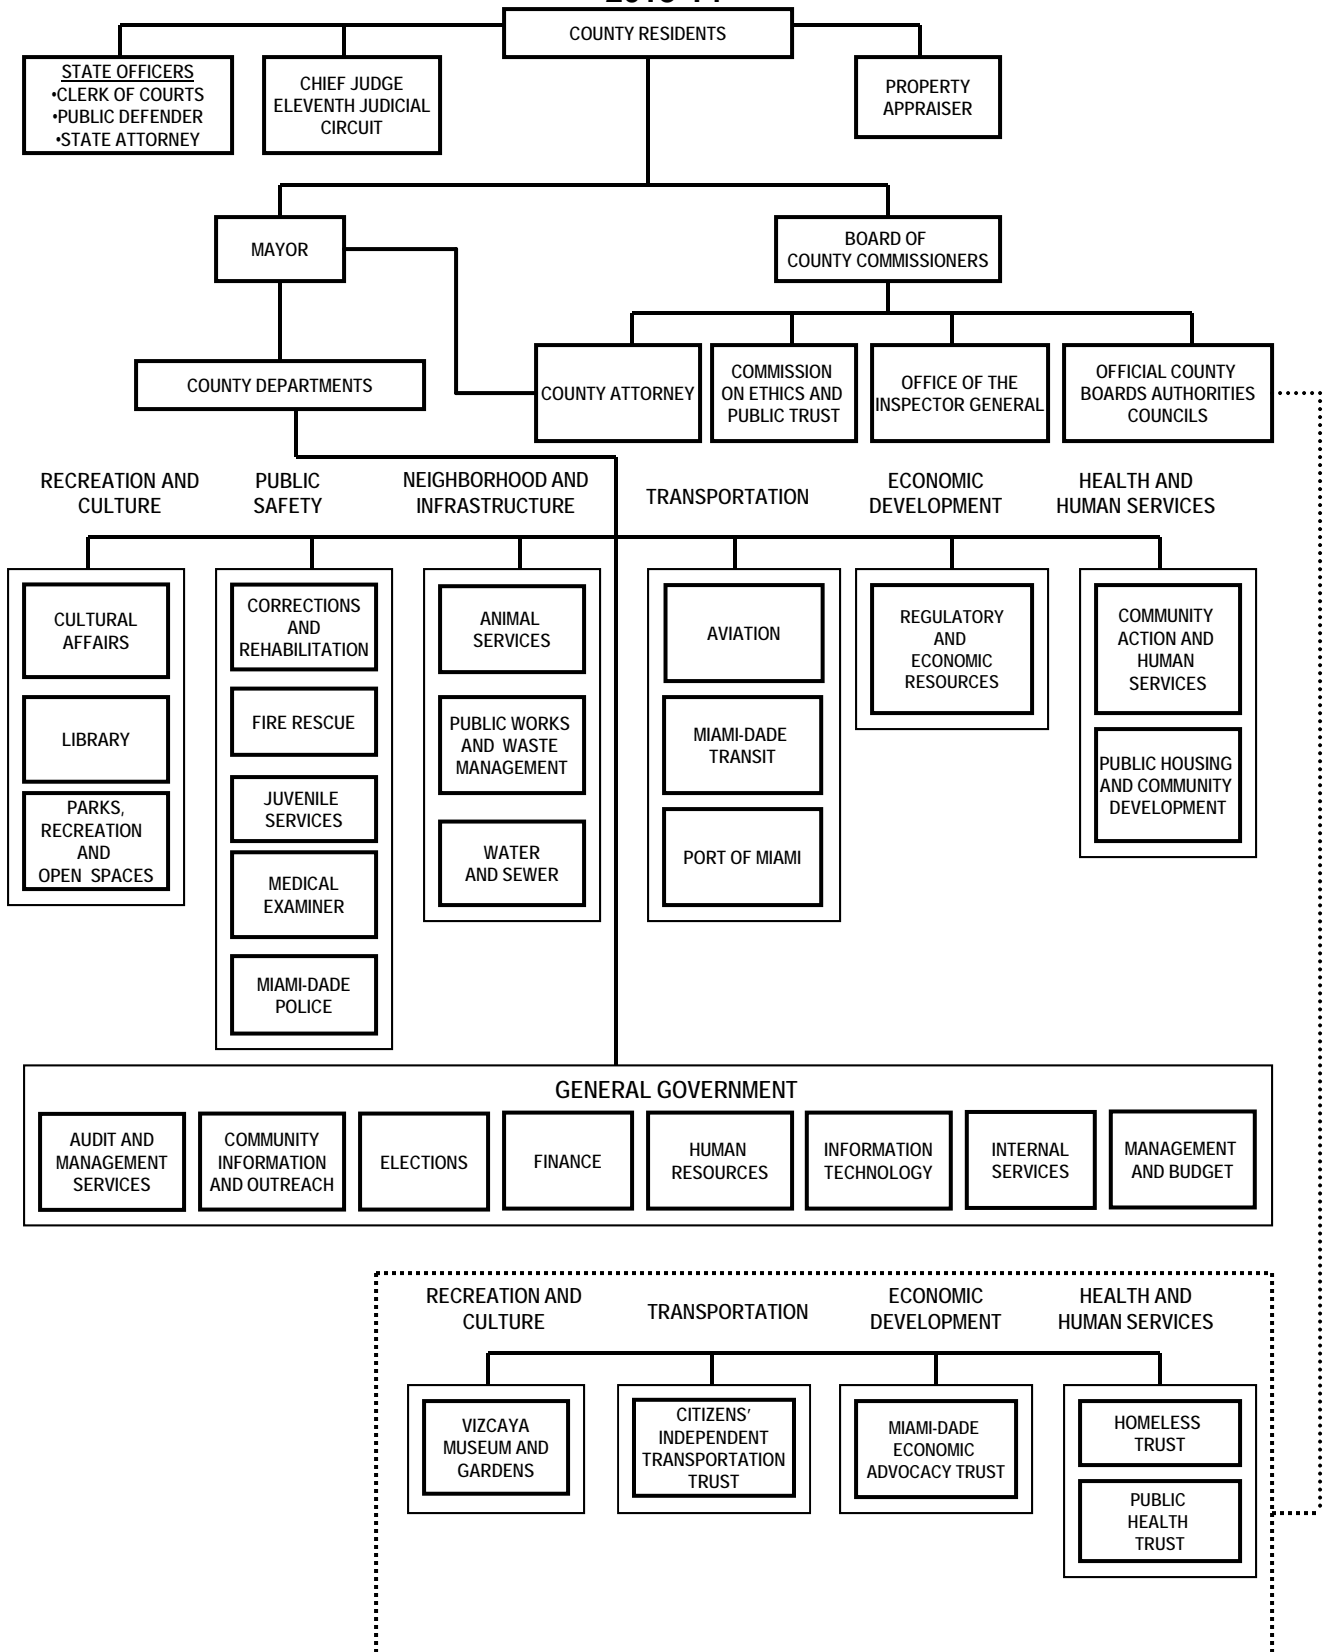 COUNTY RESIDENTS
STATE OFFICERS
•CLERK OF COURTS
•PUBLIC DEFENDER
•STATE ATTORNEY
CHIEF JUDGE
ELEVENTH JUDICIAL
CIRCUIT
PROPERTY
APPRAISER
MAYOR
BOARD OF
COUNTY COMMISSIONERS
COUNTY DEPARTMENTS
COUNTY ATTORNEY
COMMISSION
ON ETHICS AND
PUBLIC TRUST
OFFICE OF THE
INSPECTOR GENERAL
OFFICIAL COUNTY
BOARDS AUTHORITIES
COUNCILS
RECREATION AND
CULTURE
PUBLIC
SAFETY
NEIGHBORHOOD AND
INFRASTRUCTURE
TRANSPORTATION
ECONOMIC
DEVELOPMENT
HEALTH AND
HUMAN SERVICES
CULTURAL
AFFAIRS
LIBRARY
PARKS,
RECREATION
AND
OPEN SPACES
CORRECTIONS
AND
REHABILITATION
FIRE RESCUE
JUVENILE
SERVICES
MEDICAL
EXAMINER
MIAMI-DADE
POLICE
ANIMAL
SERVICES
PUBLIC WORKS
AND WASTE
MANAGEMENT
WATER
AND SEWER
AVIATION
MIAMI-DADE
TRANSIT
PORT OF MIAMI
REGULATORY
AND
ECONOMIC
RESOURCES
COMMUNITY
ACTION AND
HUMAN
SERVICES
PUBLIC HOUSING
AND COMMUNITY
DEVELOPMENT
GENERAL GOVERNMENT
AUDIT AND
MANAGEMENT
SERVICES
COMMUNITY
INFORMATION
AND OUTREACH
ELECTIONS
FINANCE
HUMAN
RESOURCES
INFORMATION
TECHNOLOGY
INTERNAL
SERVICES
MANAGEMENT
AND BUDGET
RECREATION AND
CULTURE
TRANSPORTATION
ECONOMIC
DEVELOPMENT
HEALTH AND
HUMAN SERVICES
VIZCAYA
MUSEUM AND
GARDENS
CITIZENS'
INDEPENDENT
TRANSPORTATION
TRUST
MIAMI-DADE
ECONOMIC
ADVOCACY TRUST
HOMELESS
TRUST
PUBLIC
HEALTH
TRUST